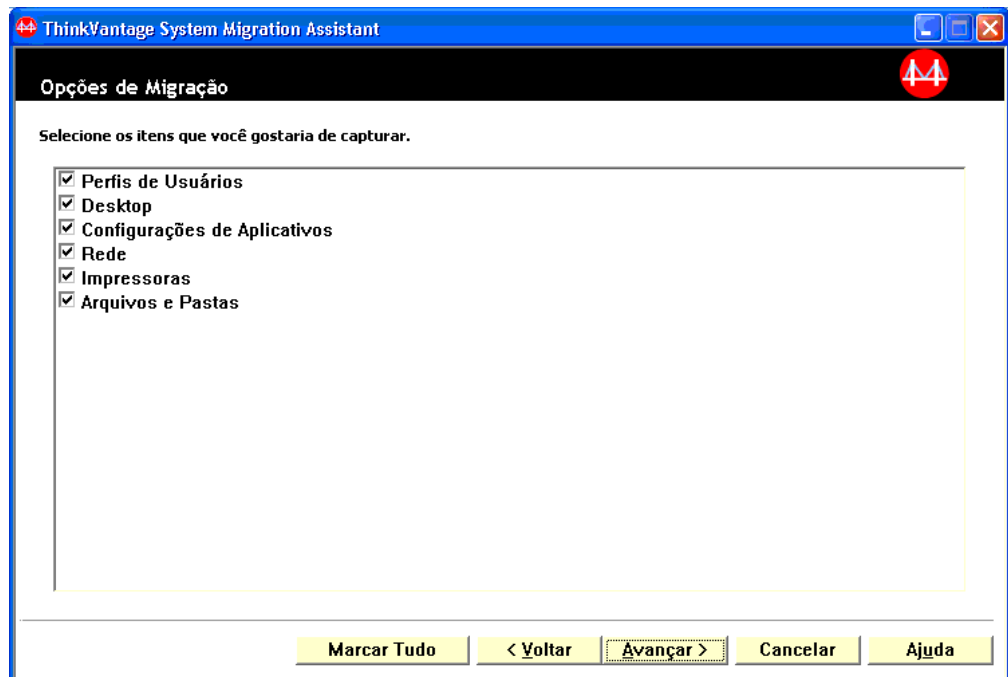 ThinkVantage System Migration Assistant
Opções de Migração
Selecione os itens que você gostaria de capturar.
Perfis de Usuários
Desktop
Configurações de Aplicativos
Rede
Impressoras
Arquivos e Pastas
Marcar Tudo
< Voltar
Avançar >
Cancelar
Ajuda